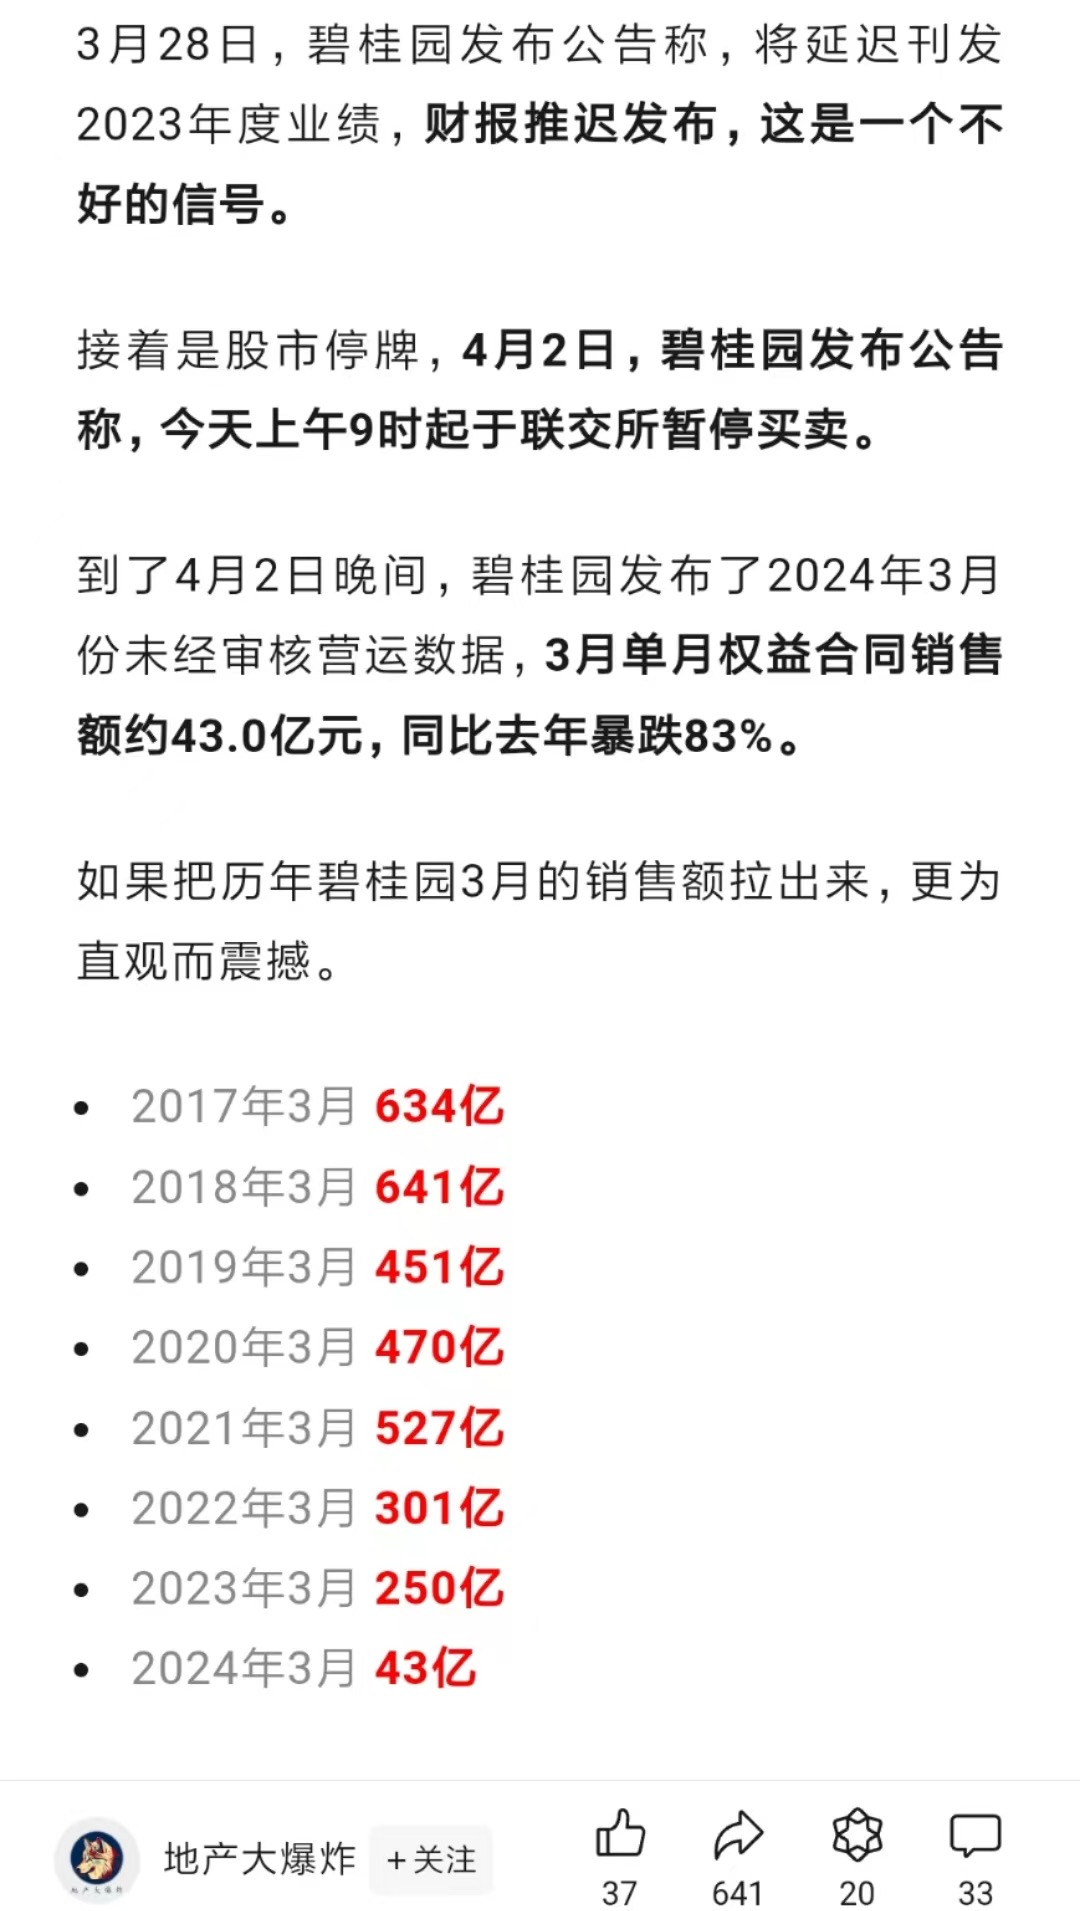 3月28日，碧桂园发布公告称，将延迟刊发
2023年度业绩，财报推迟发布，这是一个不
好的信号。
接着是股市停牌，4月2日，碧桂园发布公告
称，今天上午9时起于联交所暂停买卖。
到了4月2日晚间，碧桂园发布了2024年3月
份未经审核营运数据，3月单月权益合同销售
额约43.0亿元，同比去年暴跌83%。
如果把历年碧桂园3月的销售额拉出来，更为
直观而震撼。
• 2017年3月 634亿
• 2018年3月 641亿
• 2019年3月 451亿
• 2020年3月 470亿
• 2021年3月 527亿
• 2022年3月 301亿
• 2023年3月 250亿
• 2024年3月 43亿
地产大爆炸
地产大爆炸 +关注
37 641 20 33